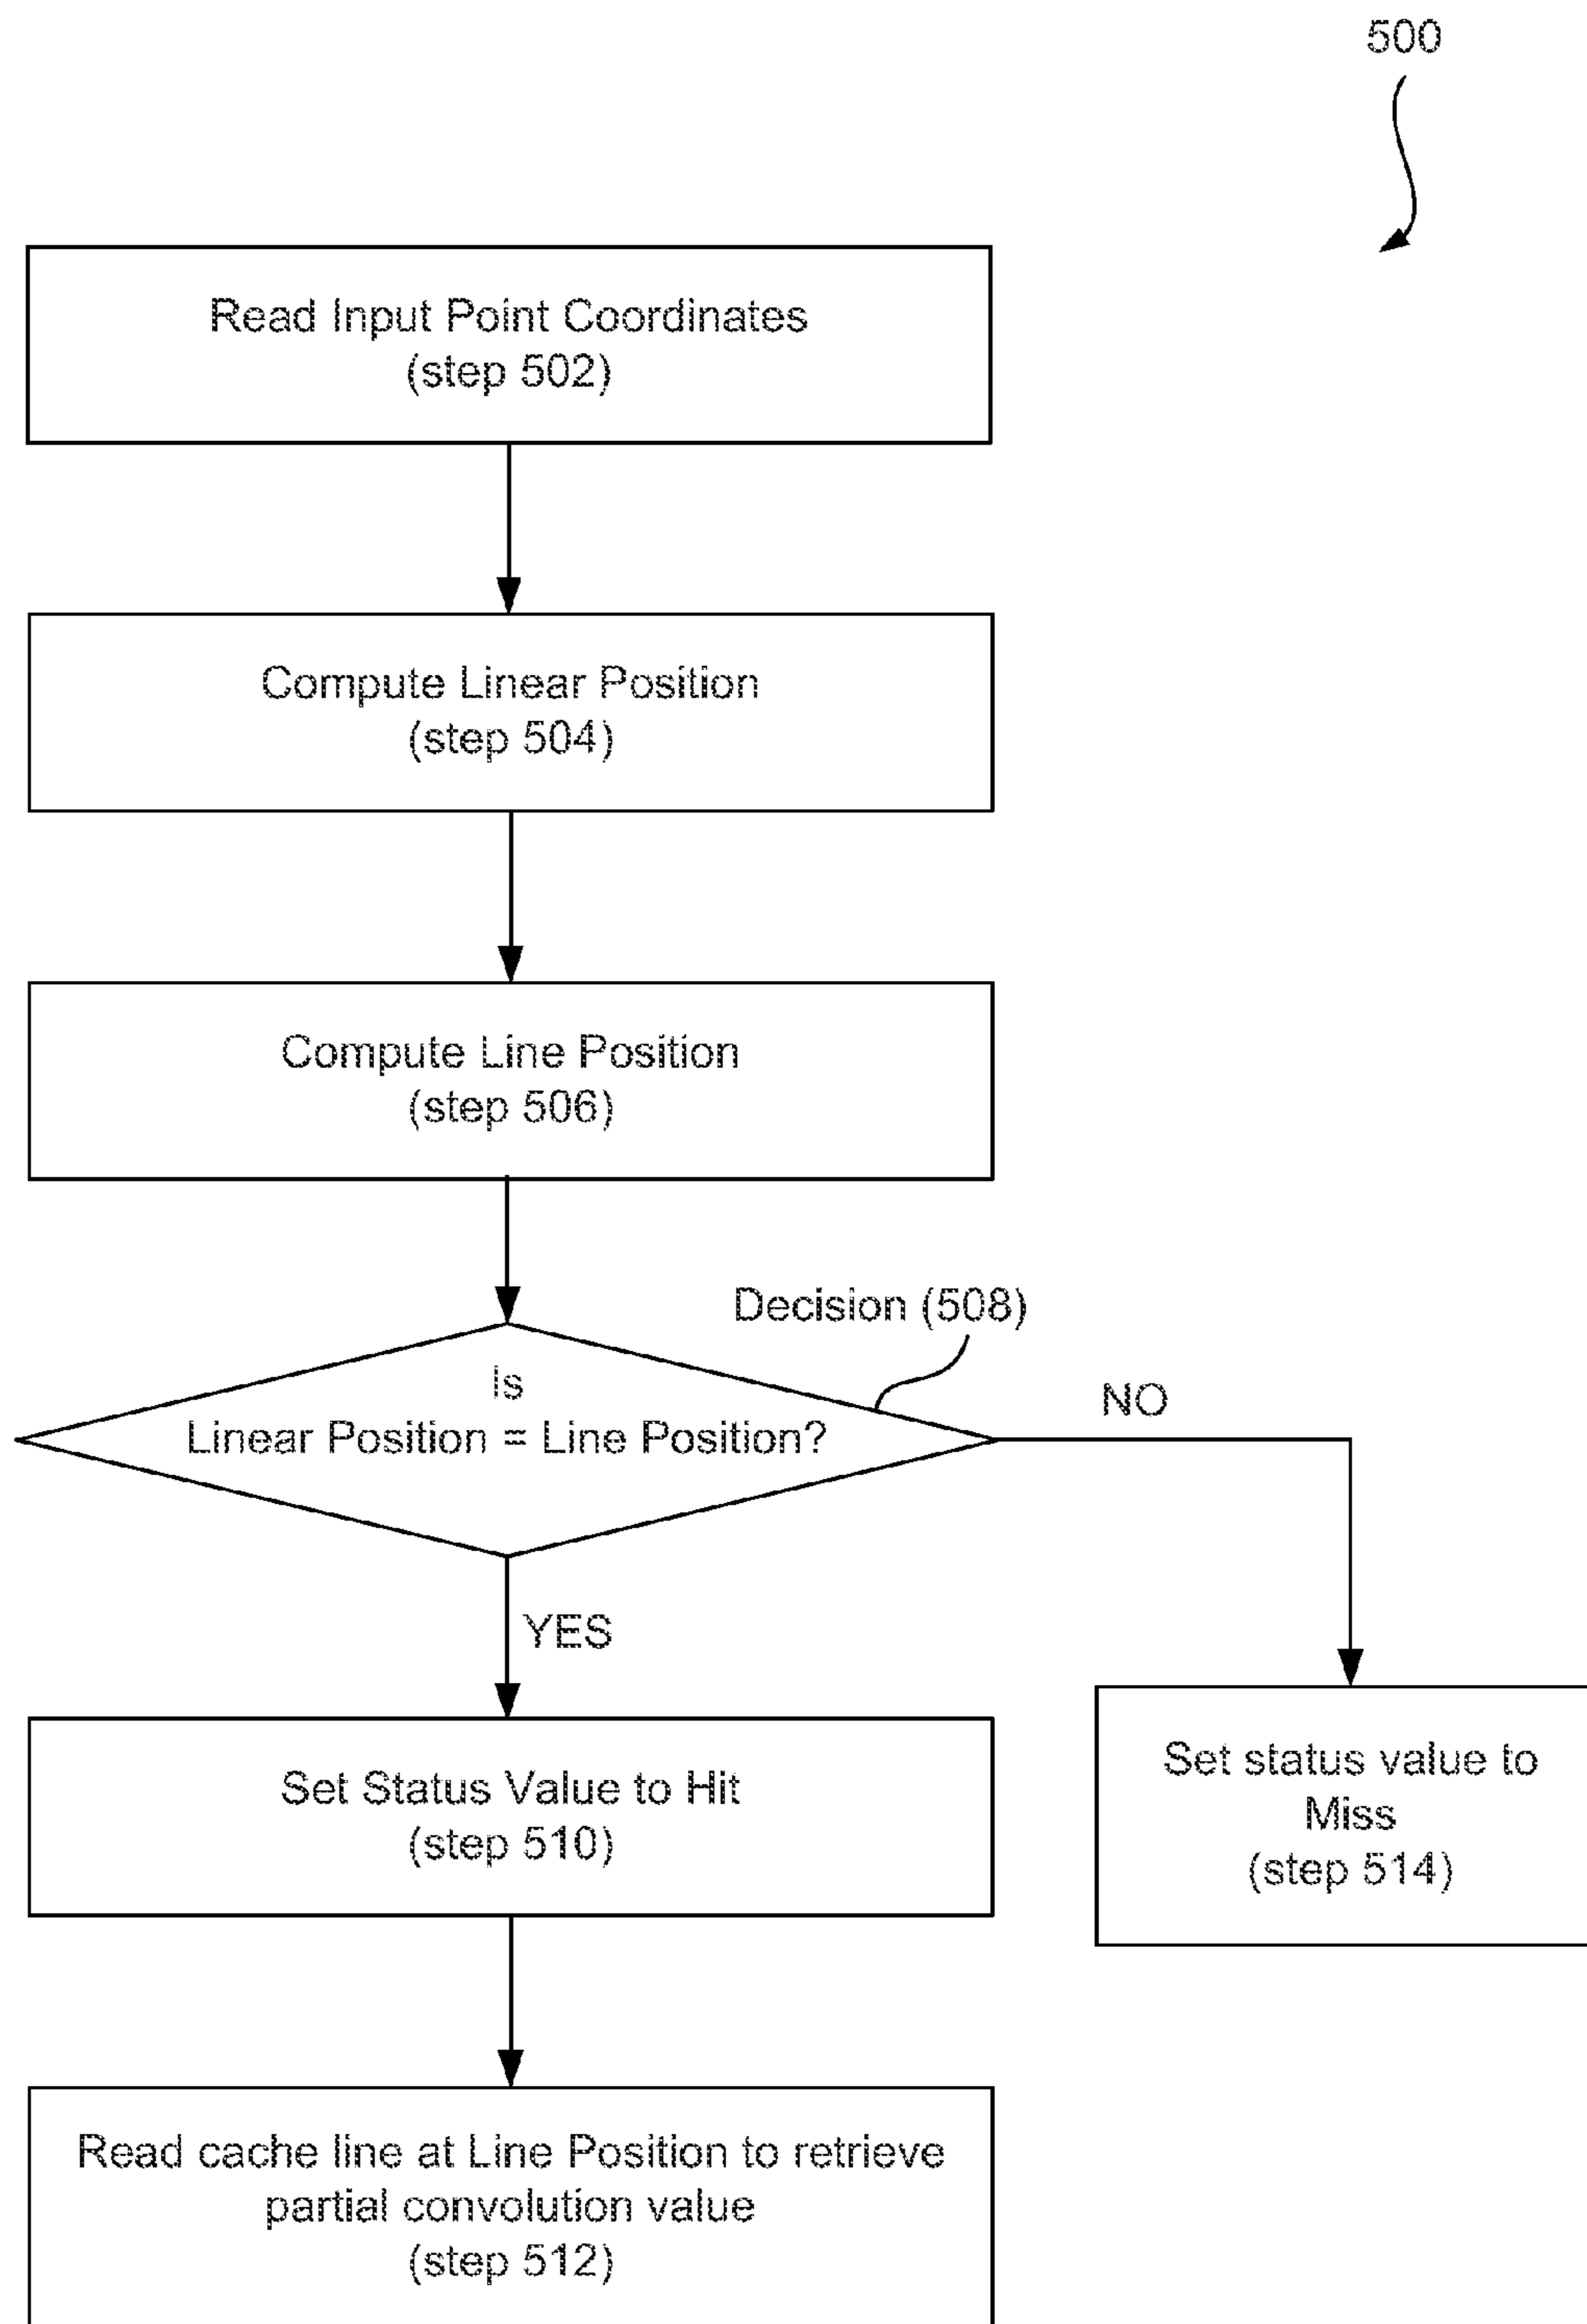 500
Read Input Point Coordinates
(step 502)
Compute Linear Position
(step 504)
Compute Line Position
(step 506)
Decision (508)
Is
Linear Position = Line Position?
NO
YES
Set Status Value to Hit
(step 510)
Set status value to
Miss
(step 514)
Read cache line at Line Position to retrieve
partial convolution value
(step 512)